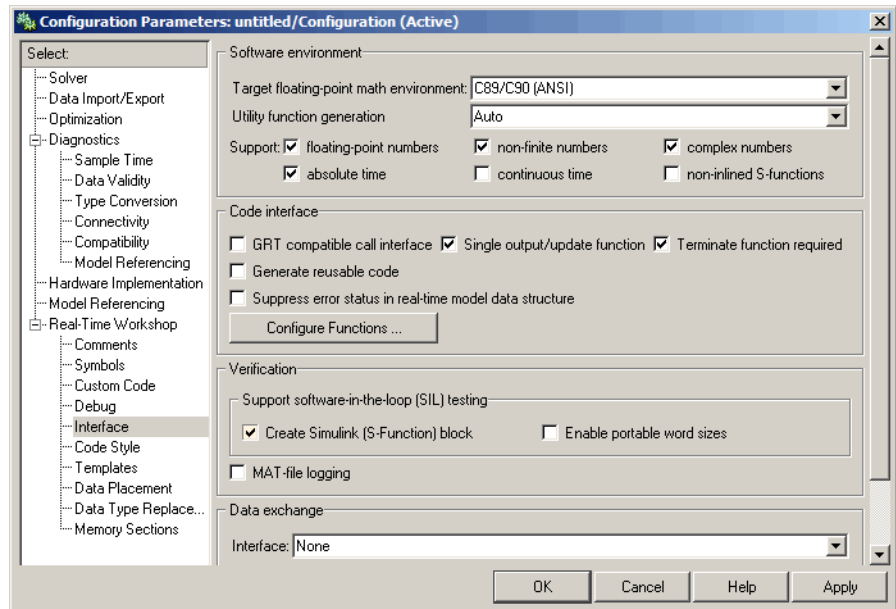 Configuration Parameters: untitled/Configuration (Active)
Select:
Solver
Data Import/Export
Optimization
Diagnostics
Sample Time
Data Validity
Type Conversion
Connectivity
Compatibility
Model Referencing
Hardware Implementation
Model Referencing
Real-Time Workshop
Comments
Symbols
Custom Code
Debug
Interface
Code Style
Templates
Data Placement
Data Type Replace...
Memory Sections
Software environment
Target floating-point math environment: C89/C90 (ANSI)
Utility function generation Auto
Support: floating-point numbers non-finite numbers complex numbers
absolute time continuous time non-inlined S-functions
Code interface
GRT compatible call interface Single output/update function Terminate function required
Generate reusable code
Suppress error status in real-time model data structure
Configure Functions ...
Verification
Support software-in-the-loop (SIL) testing
Create Simulink (S-Function) block Enable portable word sizes
MAT-file logging
Data exchange
Interface: None
OK Cancel Help Apply